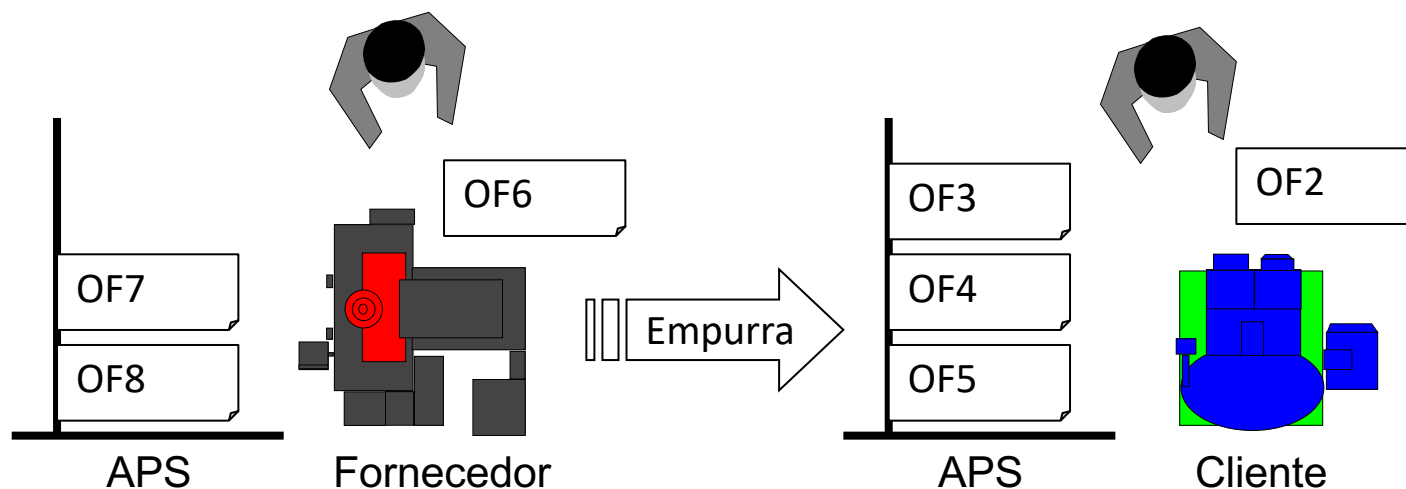 OF6
OF7
OF8
Empurra
OF3
OF4
OF5
OF2
APS
Fornecedor
APS
Cliente